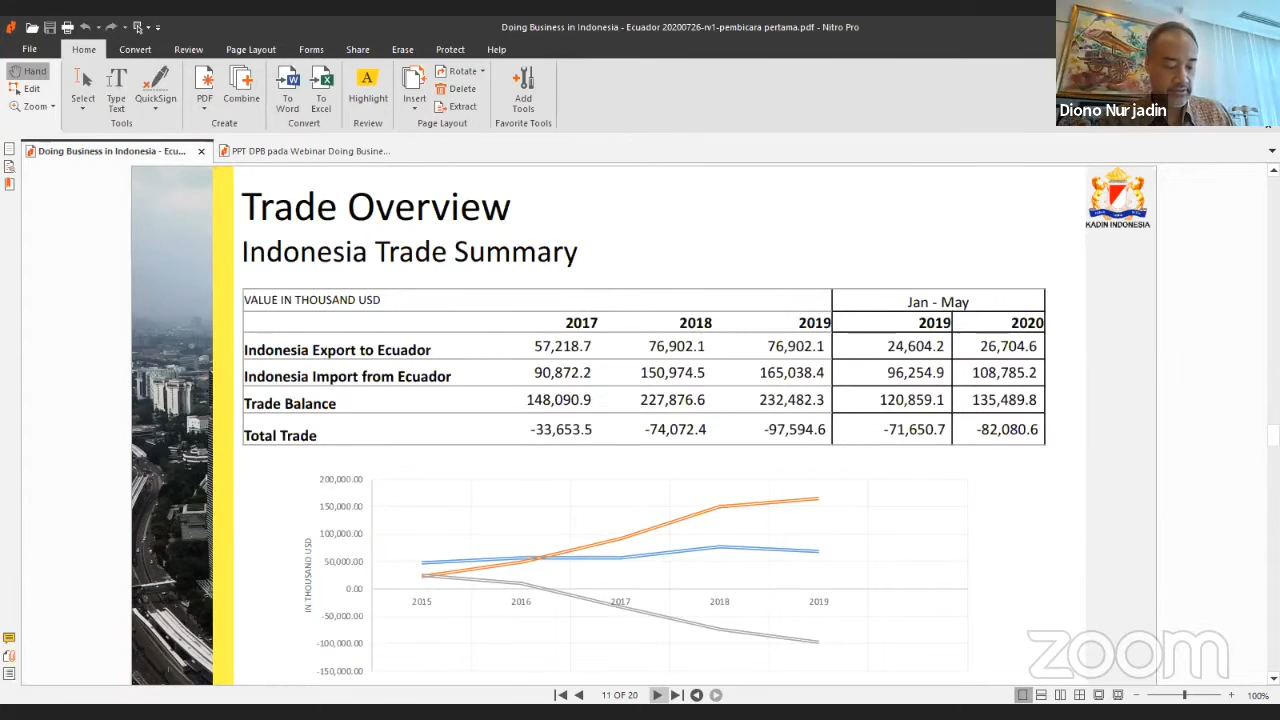 Doing Business in Indonesia - Ecuador 20200726-rv1-pembicara pertama.pdf - Nitro Pro
File Home Convert Review Page Layout Forms Share Erase Protect Help
Hand
Edit
Zoom
Select
Type Text
QuickSign
Tools
PDF
Combine
Create
To Word
To Excel
Convert
A
Highlight
Review
Insert
Rotate
Delete
Extract
Page Layout
Add Tools
Favorite Tools
Diono Nurjadin
Doing Business in Indonesia - Ecu... × PPT DPB pada Webinar Doing Busine...
Trade Overview
Indonesia Trade Summary
KADIN INDONESIA
VALUE IN THOUSAND USD Jan - May
2017 2018 2019 2019 2020
Indonesia Export to Ecuador 57,218.7 76,902.1 76,902.1 24,604.2 26,704.6
Indonesia Import from Ecuador 90,872.2 150,974.5 165,038.4 96,254.9 108,785.2
Trade Balance 148,090.9 227,876.6 232,482.3 120,859.1 135,489.8
Total Trade -33,653.5 -74,072.4 -97,594.6 -71,650.7 -82,080.6
IN THOUSAND USD
200,000.00
150,000.00
100,000.00
50,000.00
0.00
-50,000.00
-100,000.00
-150,000.00
2015 2016 2017 2018 2019
zoom
11 OF 20
100%